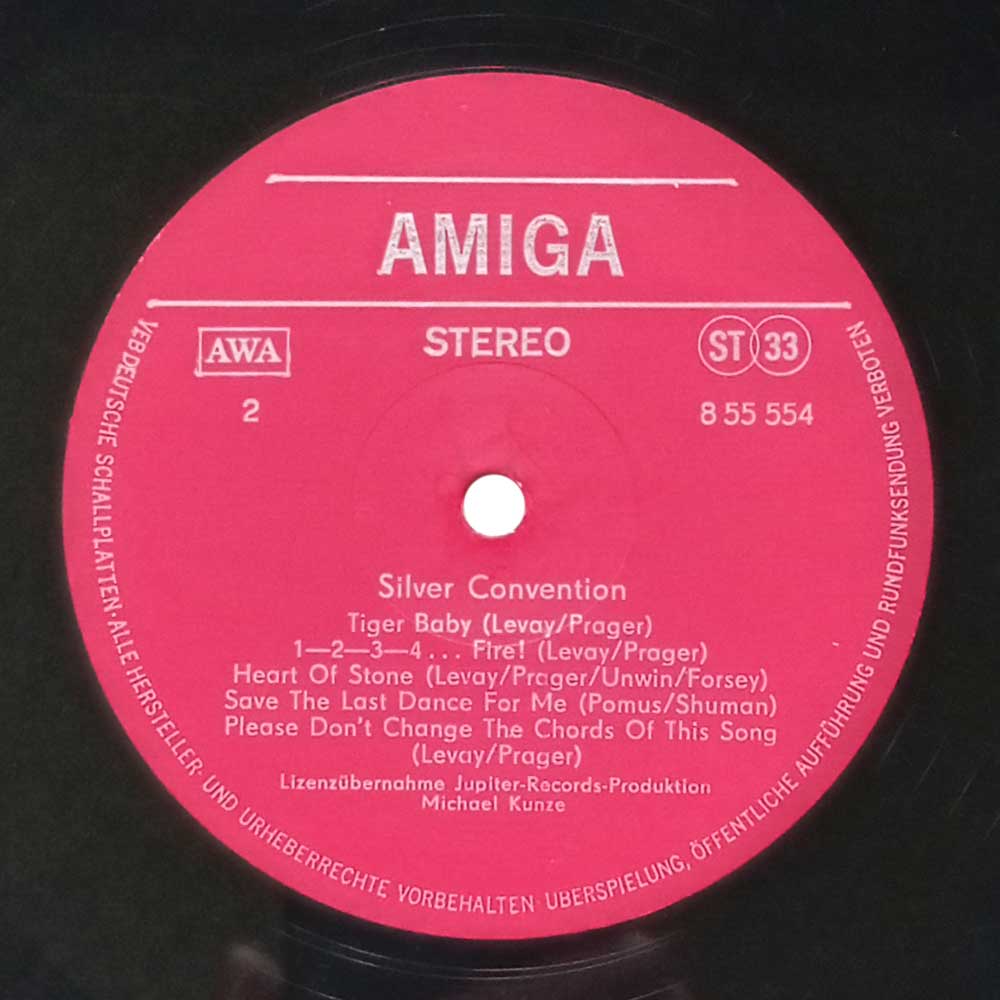 AMIGA
AWA
STEREO
ST 33
2
8 55 554
Silver Convention
Tiger Baby (Levay/Prager)
1—2—3—4... Fire! (Levay/Prager)
Heart Of Stone (Levay/Prager/Unwin/Forsey)
Save The Last Dance For Me (Pomus/Shuman)
Please Don't Change The Chords Of This Song
(Levay/Prager)
Lizenzübernahme Jupiter-Records-Produktion
Michael Kunze
VEB DEUTSCHE SCHALLPLATTEN · ALLE HERSTELLER- UND URHEBERRECHTE VORBEHALTEN · ÜBERSPIELUNG, ÖFFENTLICHE AUFFÜHRUNG UND RUNDFUNKSENDUNG VERBOTEN